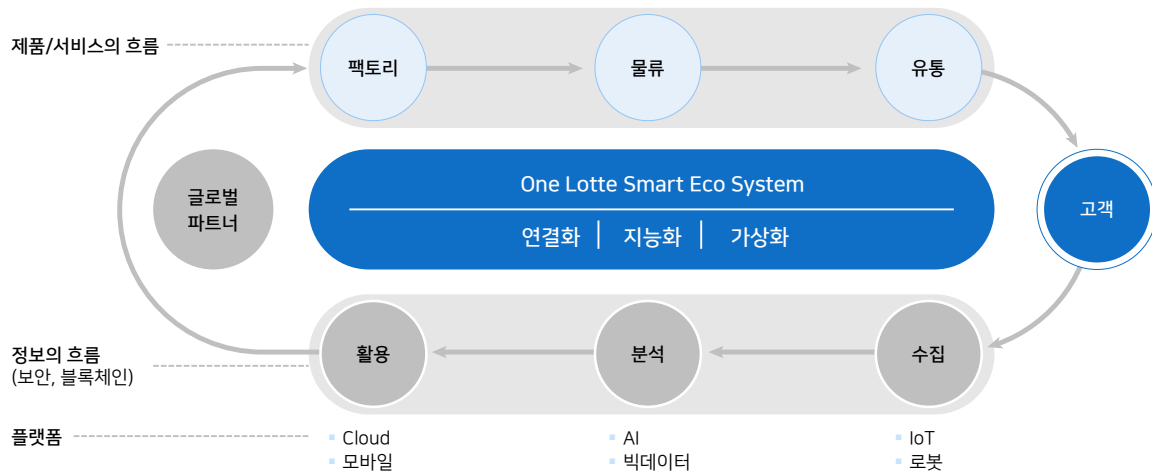 제품/서비스의 흐름
팩토리
물류
유통
글로벌
파트너
One Lotte Smart Eco System
연결화 | 지능화 | 가상화
고객
정보의 흐름
(보안, 블록체인)
활용
분석
수집
플랫폼
Cloud
모바일
AI
빅데이터
IoT
로봇